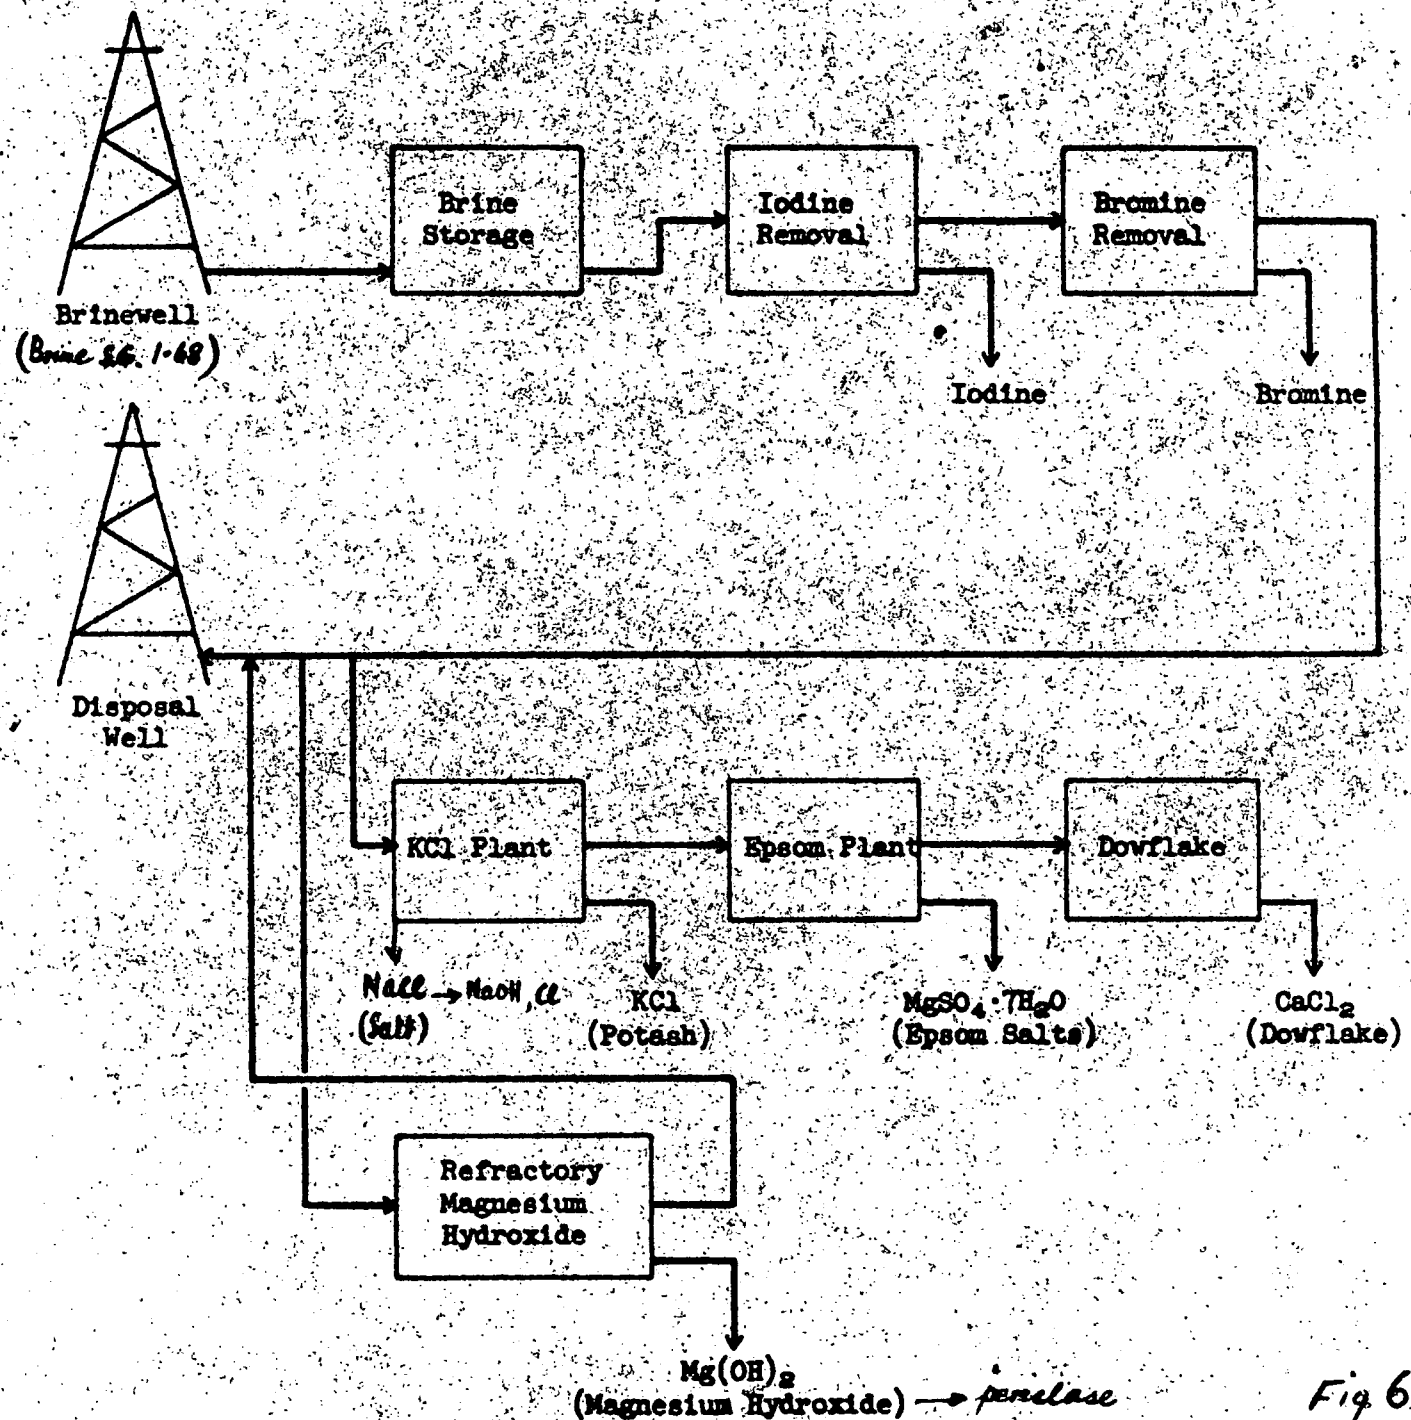 Brine
Storage
Iodine
Removal
Bromine
Removal
Brinewell
(Brine S.G. 1.48)
Iodine
Bromine
Disposal
Well
KCl Plant
Epsom Plant
Dowflake
NaCl → NaOH, Cl
(Salt)
KCl
(Potash)
MgSO₄·7H₂O
(Epsom Salts)
CaCl₂
(Dowflake)
Refractory
Magnesium
Hydroxide
Mg(OH)₂
(Magnesium Hydroxide) → periclase
Fig 6